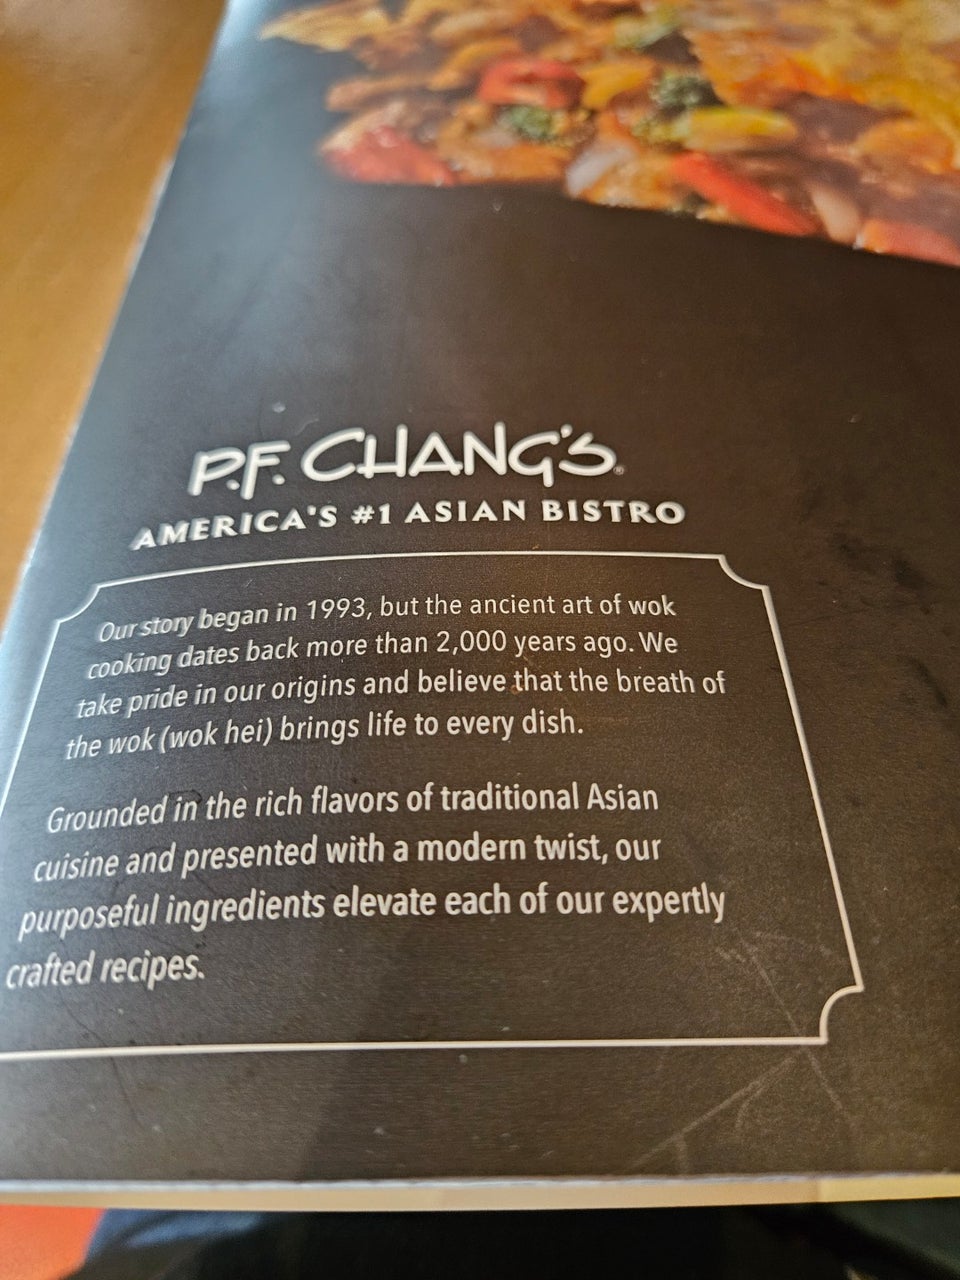 P.F. CHANG'S®
AMERICA'S #1 ASIAN BISTRO
Our story began in 1993, but the ancient art of wok
cooking dates back more than 2,000 years ago. We
take pride in our origins and believe that the breath of
the wok (wok hei) brings life to every dish.
Grounded in the rich flavors of traditional Asian
cuisine and presented with a modern twist, our
purposeful ingredients elevate each of our expertly
crafted recipes.